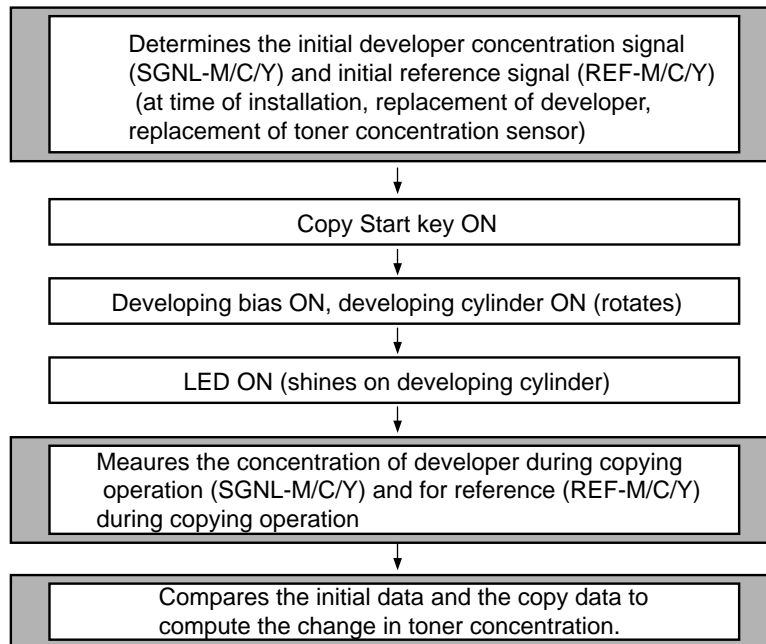 Determines the initial developer concentration signal
(SGNL-M/C/Y) and initial reference signal (REF-M/C/Y)
(at time of installation, replacement of developer,
replacement of toner concentration sensor)
Copy Start key ON
Developing bias ON, developing cylinder ON (rotates)
LED ON (shines on developing cylinder)
Meaures the concentration of developer during copying
operation (SGNL-M/C/Y) and for reference (REF-M/C/Y)
during copying operation
Compares the initial data and the copy data to
compute the change in toner concentration.